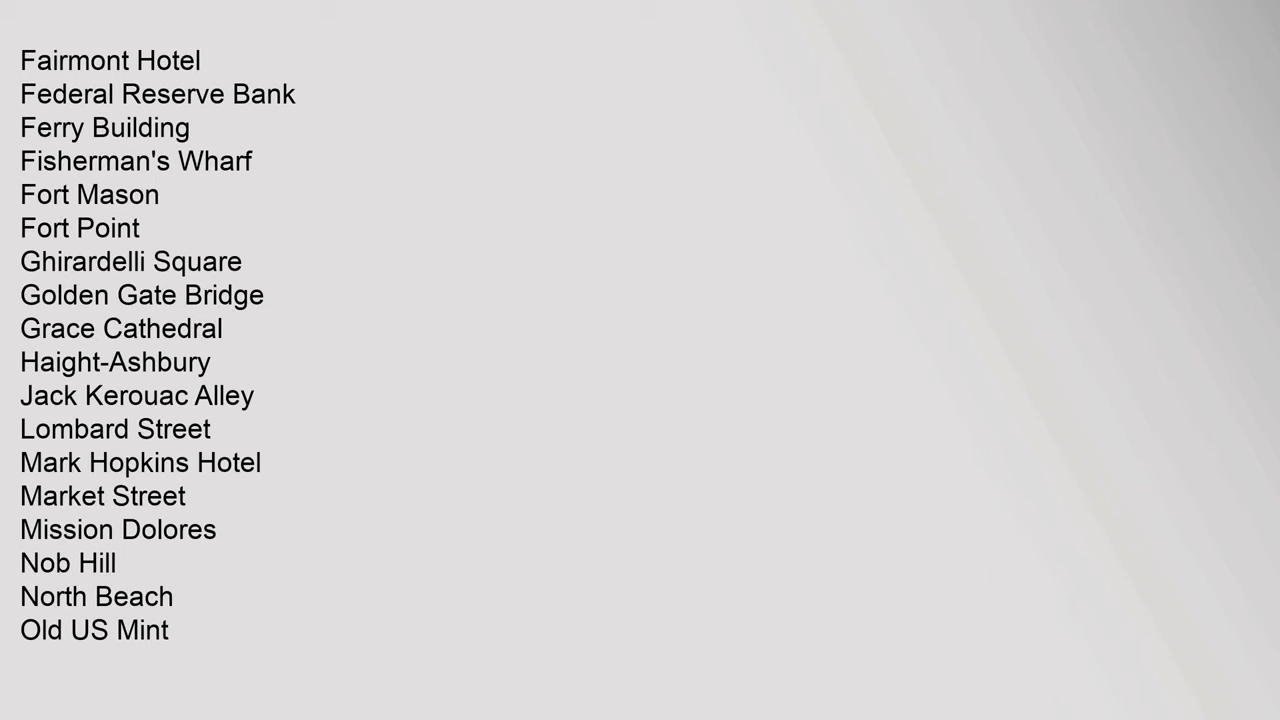 Fairmont Hotel
Federal Reserve Bank
Ferry Building
Fisherman's Wharf
Fort Mason
Fort Point
Ghirardelli Square
Golden Gate Bridge
Grace Cathedral
Haight-Ashbury
Jack Kerouac Alley
Lombard Street
Mark Hopkins Hotel
Market Street
Mission Dolores
Nob Hill
North Beach
Old US Mint